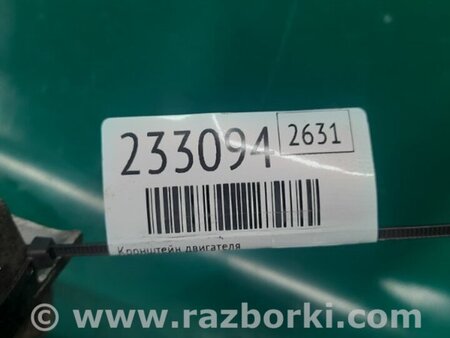 233094 2631
Кронштейн двигателя
© www.razborki.com